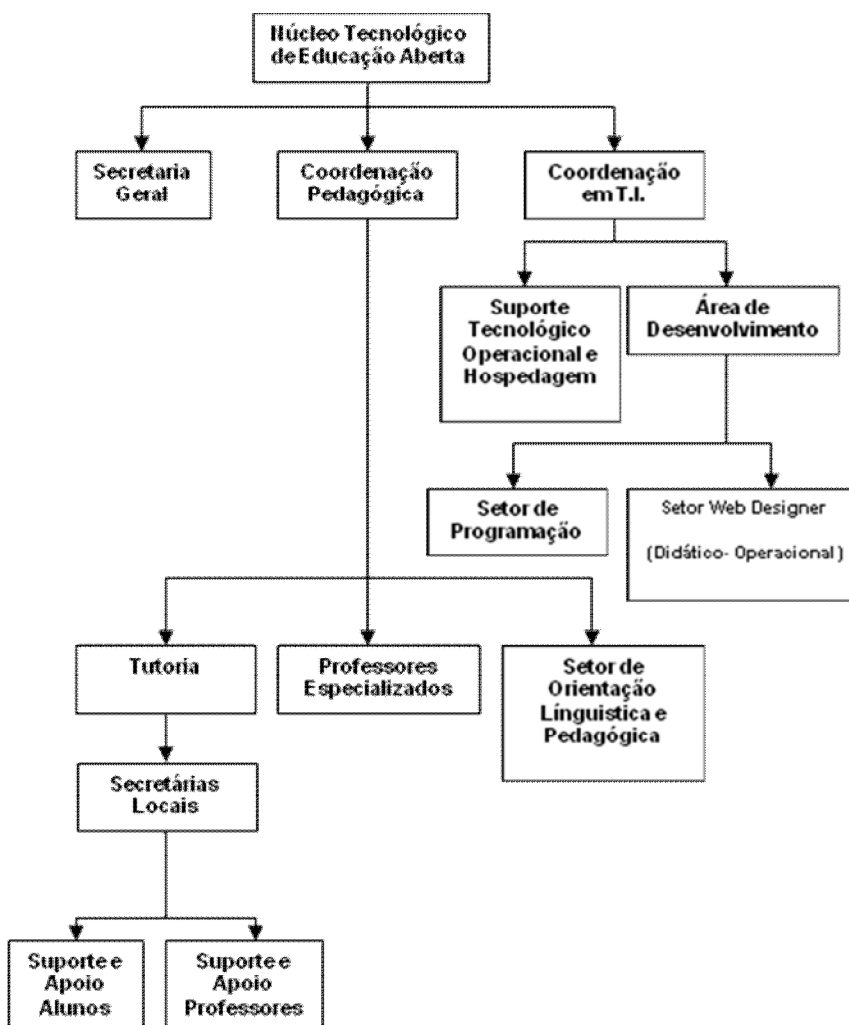 Núcleo Tecnológico
de Educação Aberta
Secretaria
Geral
Coordenação
Pedagógica
Coordenação
em T.I.
Suporte
Tecnológico
Operacional e
Hospedagem
Área de
Desenvolvimento
Setor de
Programação
Setor Web Designer
(Didático- Operacional)
Tutoria
Professores
Especializados
Setor de
Orientação
Línguistica e
Pedagógica
Secretárias
Locais
Suporte e
Apoio
Alunos
Suporte e
Apoio
Professores